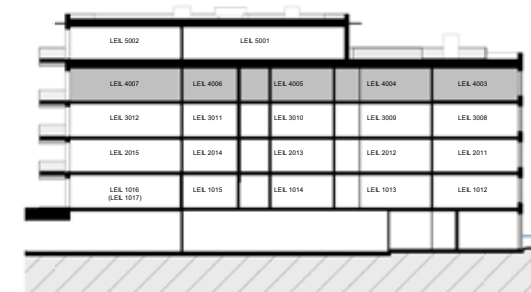 LEIL 5002 LEIL 5001
LEIL 4007 LEIL 4006 LEIL 4005 LEIL 4004 LEIL 4003
LEIL 3012 LEIL 3011 LEIL 3010 LEIL 3009 LEIL 3008
LEIL 2015 LEIL 2014 LEIL 2013 LEIL 2012 LEIL 2011
LEIL 1016 LEIL 1015 LEIL 1014 LEIL 1013 LEIL 1012
(LEIL 1017)